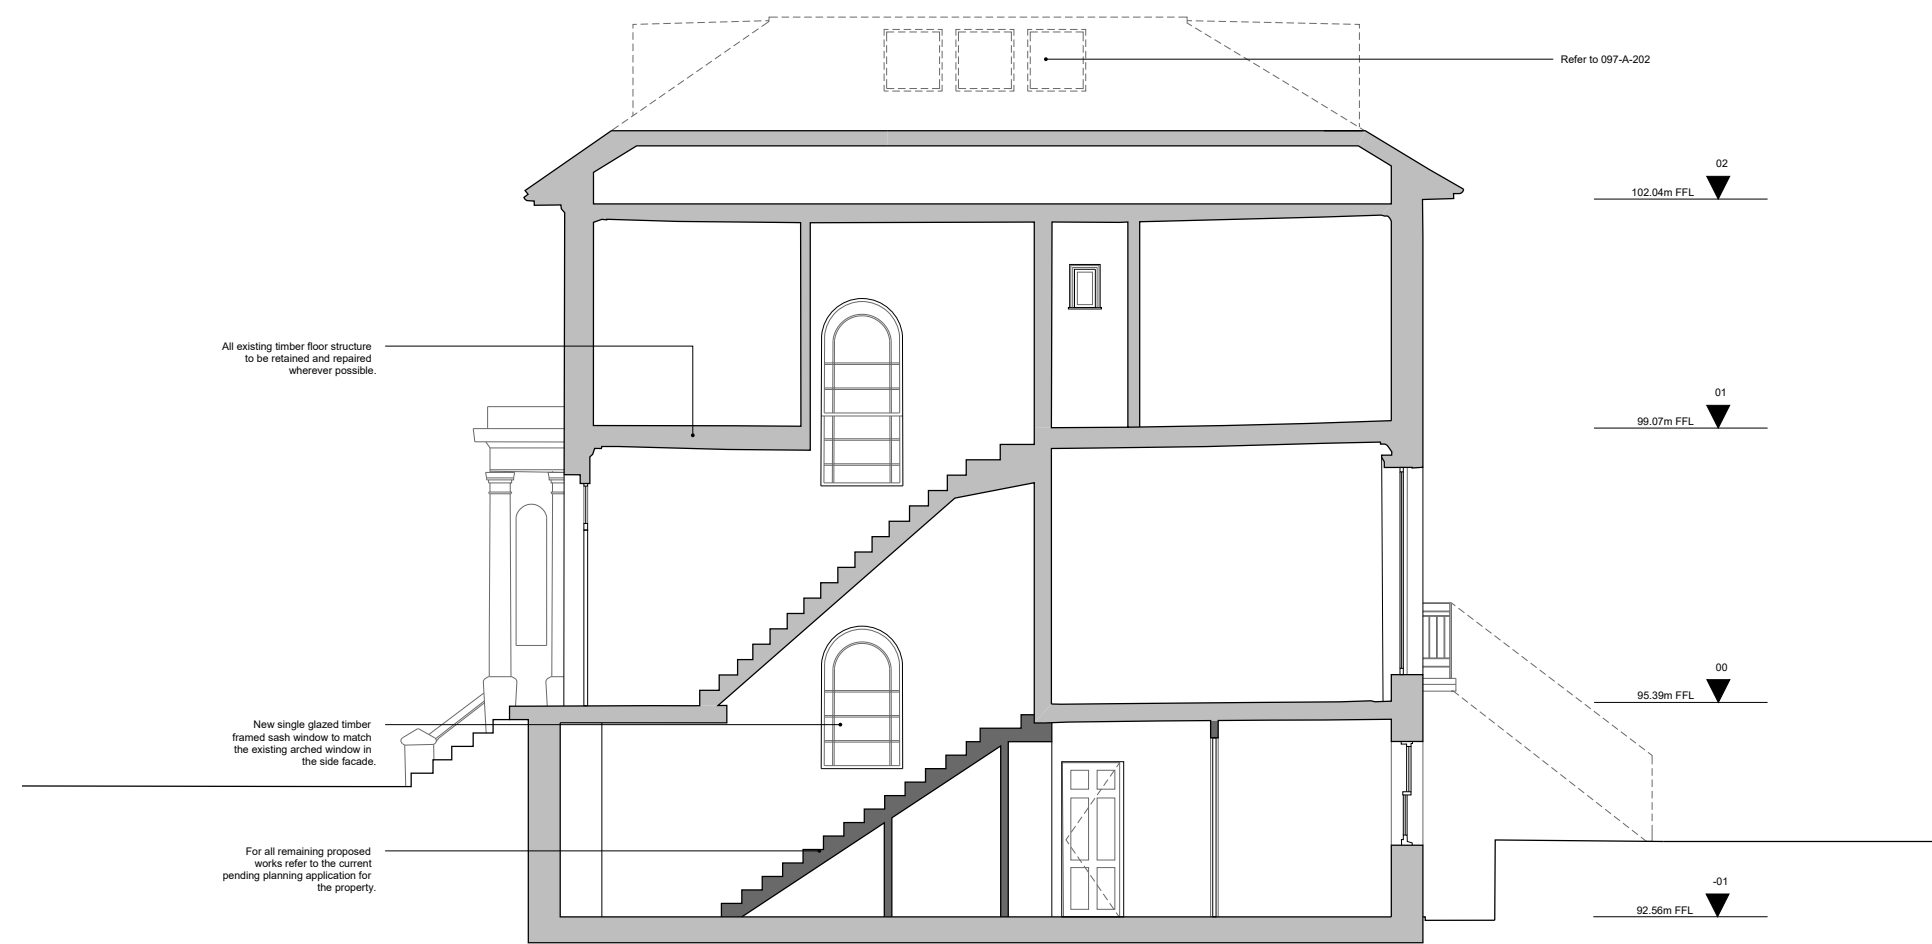 Refer to 097-A-202
02
102.04m FFL
All existing timber floor structure
to be retained and repaired
wherever possible.
01
99.07m FFL
00
95.39m FFL
New single glazed timber
framed sash window to match
the existing arched window in
the side facade.
For all remaining proposed
works refer to the current
pending planning application for
the property.
-01
92.56m FFL